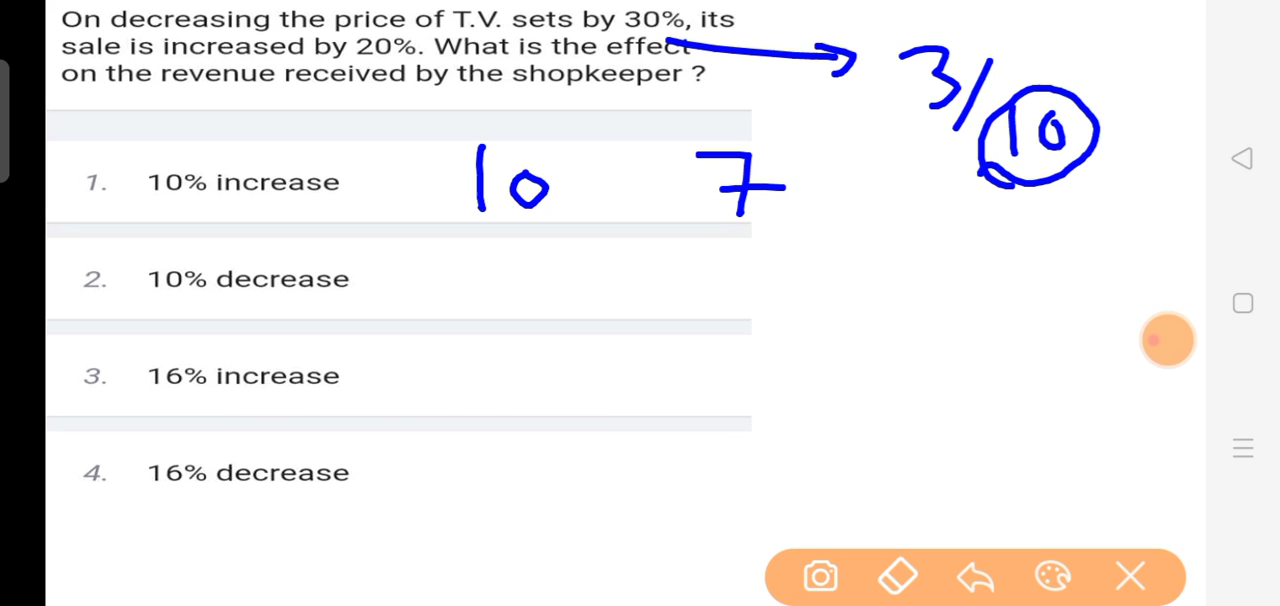 On decreasing the price of T.V. sets by 30%, its
sale is increased by 20%. What is the effect
on the revenue received by the shopkeeper ?
3/10
1. 10% increase
10 7
2. 10% decrease
3. 16% increase
4. 16% decrease